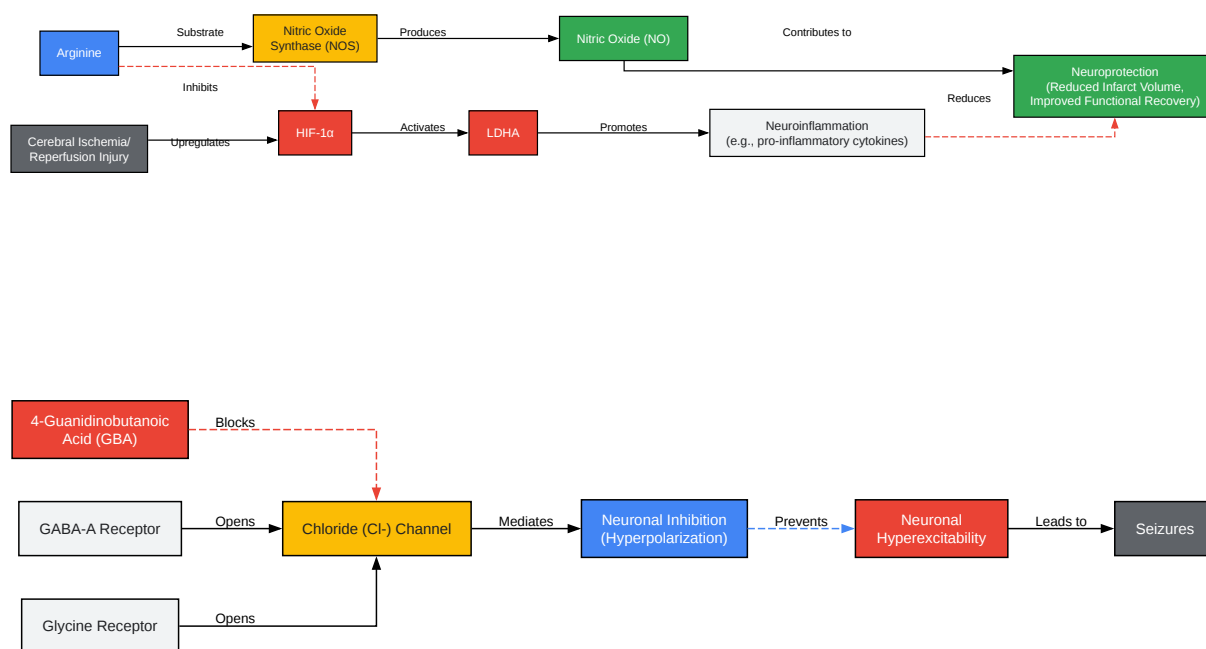 Arginine
Substrate
Nitric Oxide
Synthase (NOS)
Produces
Nitric Oxide (NO)
Contributes to
Neuroprotection
(Reduced Infarct Volume,
Improved Functional Recovery)
Inhibits
Reduces
Cerebral Ischemia/
Reperfusion Injury
Upregulates
HIF-1α
Activates
LDHA
Promotes
Neuroinflammation
(e.g., pro-inflammatory cytokines)
4-Guanidinobutanoic
Acid (GBA)
Blocks
GABA-A Receptor
Opens
Chloride (Cl-) Channel
Mediates
Neuronal Inhibition
(Hyperpolarization)
Prevents
Neuronal
Hyperexcitability
Leads to
Seizures
Glycine Receptor
Opens